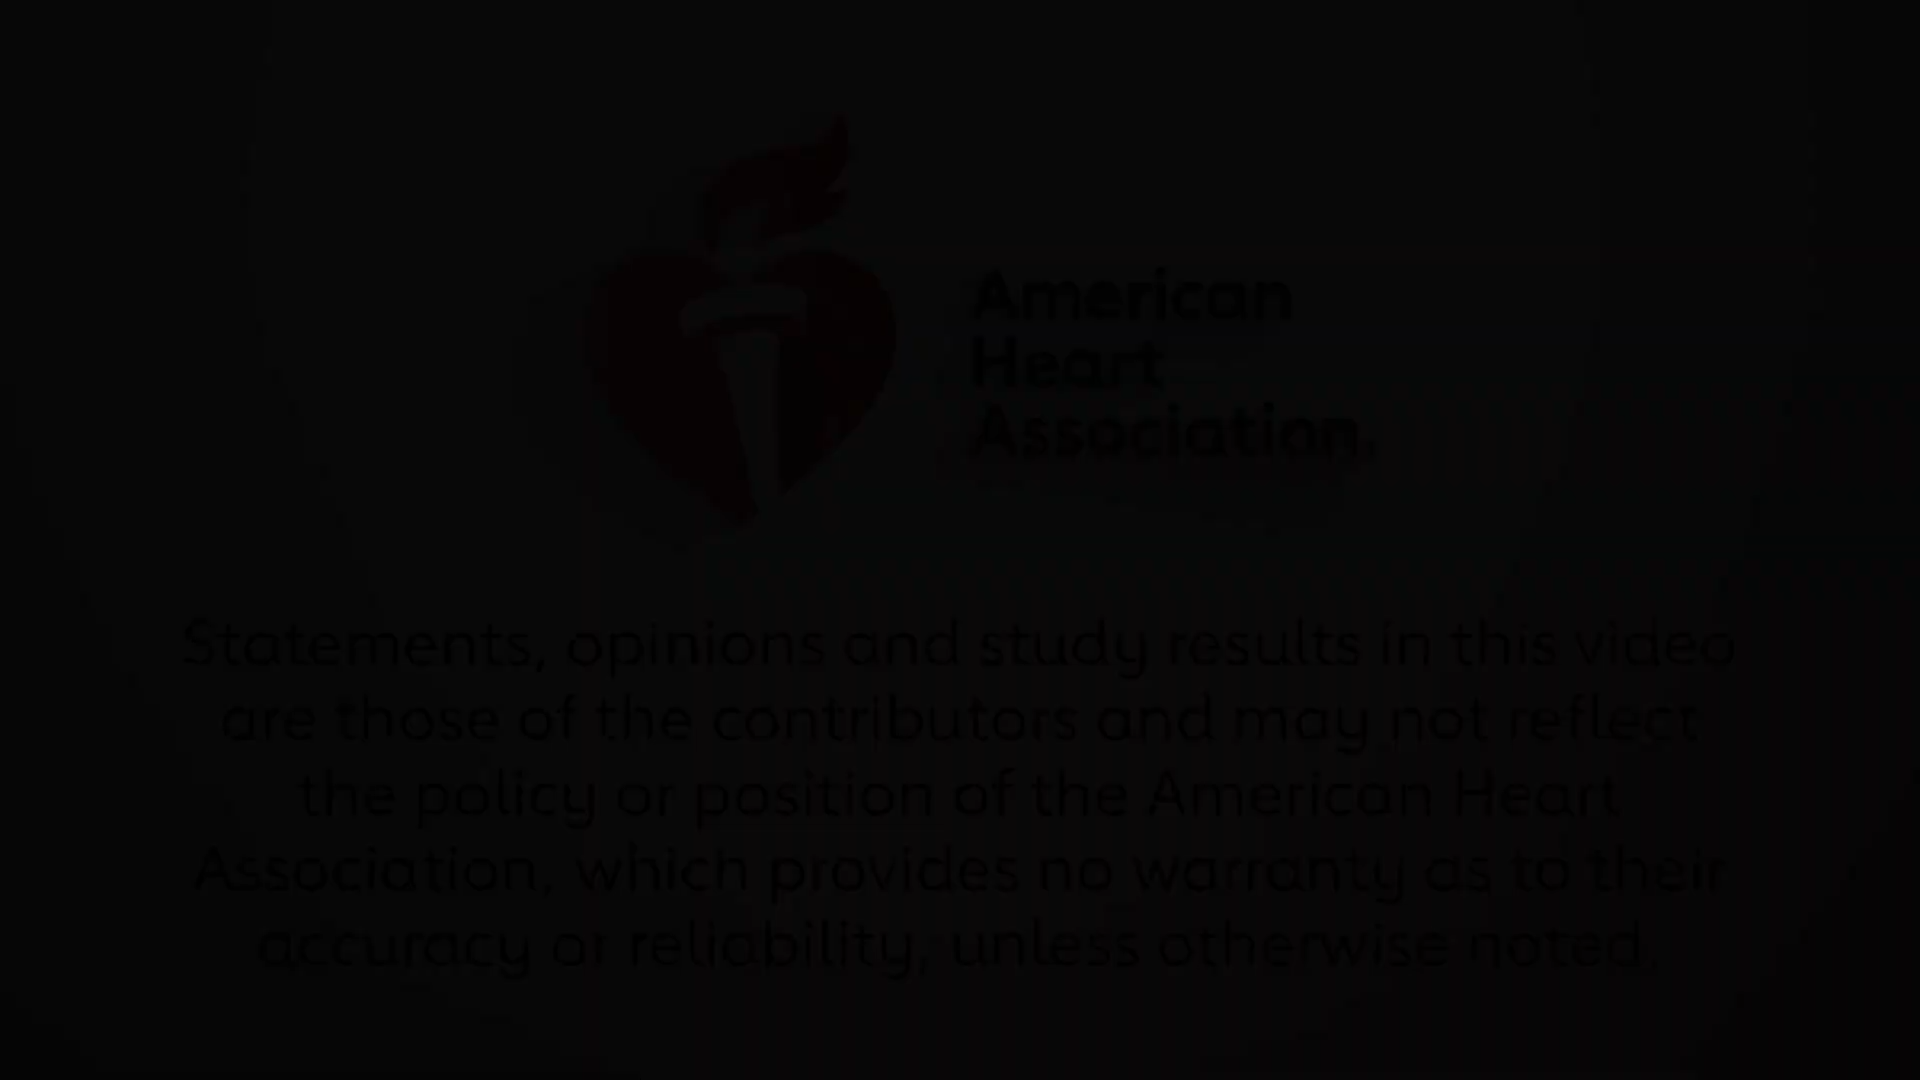 American
Heart
Association.
Statements, opinions and study results in this video
are those of the contributors and may not reflect
the policy or position of the American Heart
Association, which provides no warranty as to their
accuracy or reliability, unless otherwise noted.